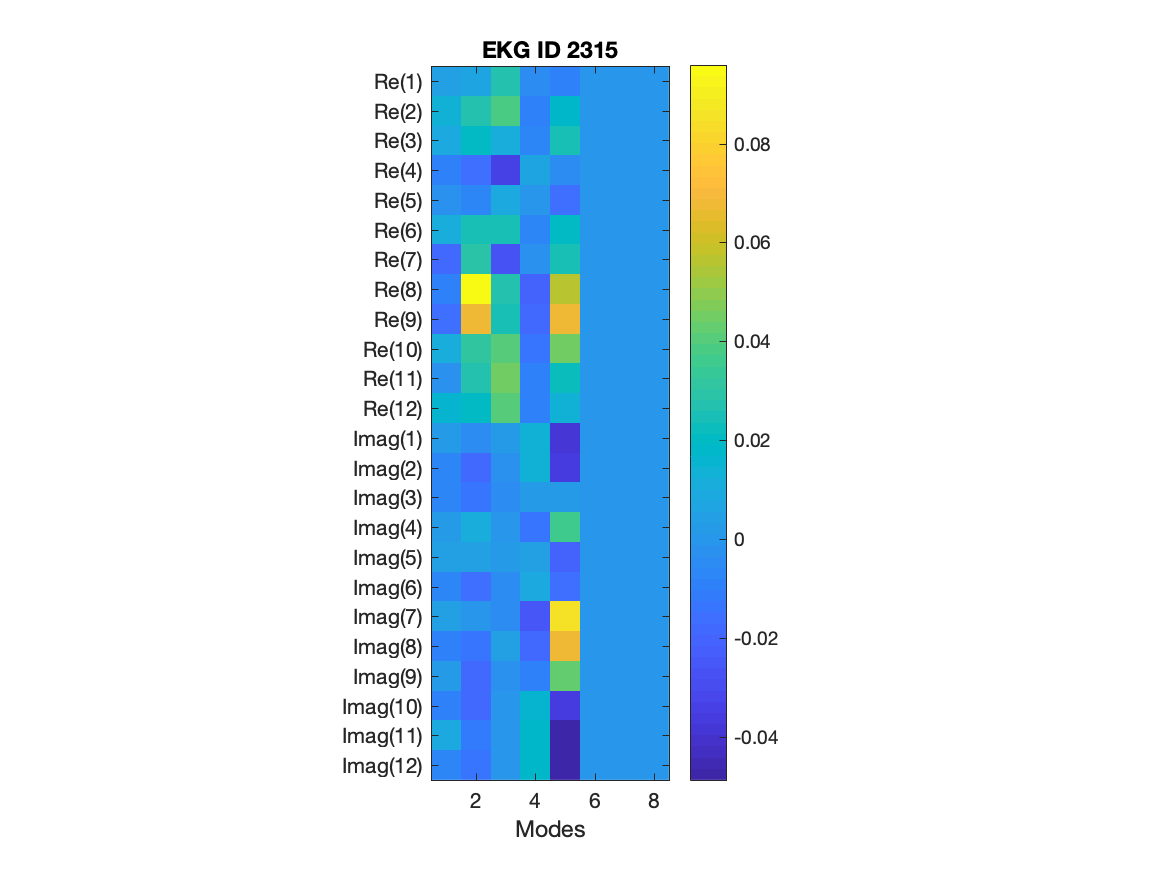 EKG ID 2315
Re(1)
Re(2)
Re(3)
Re(4)
Re(5)
Re(6)
Re(7)
Re(8)
Re(9)
Re(10)
Re(11)
Re(12)
Imag(1)
Imag(2)
Imag(3)
Imag(4)
Imag(5)
Imag(6)
Imag(7)
Imag(8)
Imag(9)
Imag(10)
Imag(11)
Imag(12)
2 4 6 8
Modes
0.08
0.06
0.04
0.02
0
-0.02
-0.04